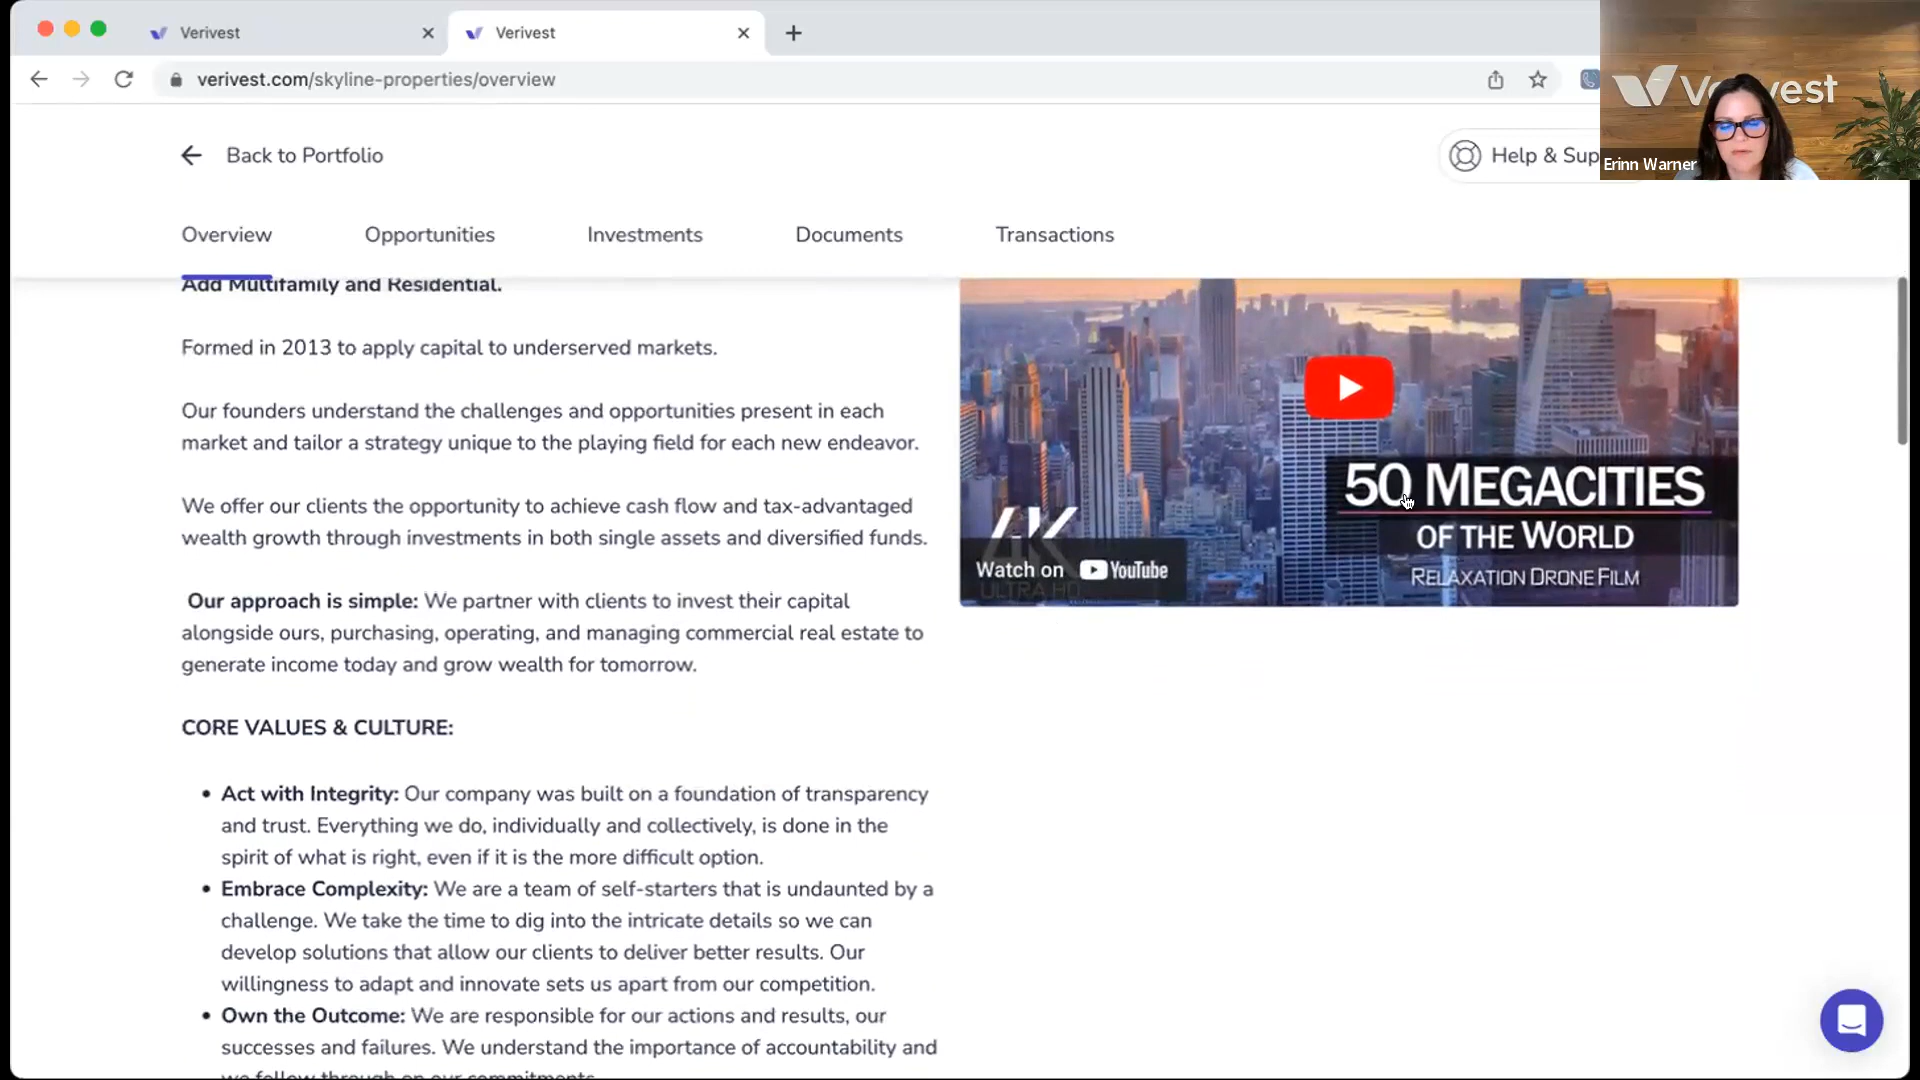 Verivest
Verivest
verivest.com/skyline-properties/overview
Verivest
Erinn Warner
Back to Portfolio
Help & Sup
Overview
Opportunities
Investments
Documents
Transactions
Add Multifamily and Residential.
Formed in 2013 to apply capital to underserved markets.
Our founders understand the challenges and opportunities present in each
market and tailor a strategy unique to the playing field for each new endeavor.
We offer our clients the opportunity to achieve cash flow and tax-advantaged
wealth growth through investments in both single assets and diversified funds.
Our approach is simple: We partner with clients to invest their capital
alongside ours, purchasing, operating, and managing commercial real estate to
generate income today and grow wealth for tomorrow.
CORE VALUES & CULTURE:
• Act with Integrity: Our company was built on a foundation of transparency
and trust. Everything we do, individually and collectively, is done in the
spirit of what is right, even if it is the more difficult option.
• Embrace Complexity: We are a team of self-starters that is undaunted by a
challenge. We take the time to dig into the intricate details so we can
develop solutions that allow our clients to deliver better results. Our
willingness to adapt and innovate sets us apart from our competition.
• Own the Outcome: We are responsible for our actions and results, our
successes and failures. We understand the importance of accountability and
we follow through on our commitments.
50 MEGACITIES
OF THE WORLD
RELAXATION DRONE FILM
4K
ULTRA HD
Watch on YouTube